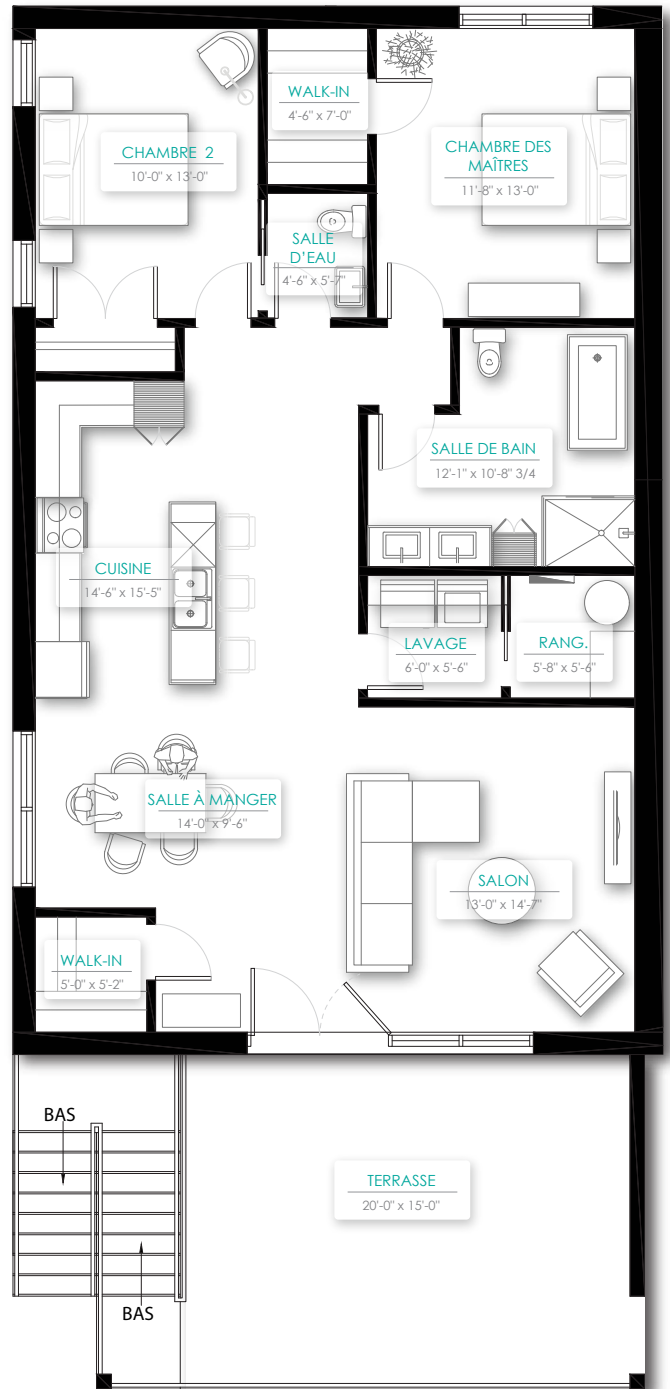 WALK-IN
4'-6" x 7'-0"
CHAMBRE 2
10'-0" x 13'-0"
CHAMBRE DES
MAÎTRES
11'-8" x 13'-0"
SALLE
D'EAU
4'-6" x 5'-7"
SALLE DE BAIN
12'-1" x 10'-8" 3/4
CUISINE
14'-6" x 15'-5"
LAVAGE
6'-0" x 5'-6"
RANG.
5'-8" x 5'-6"
SALLE À MANGER
14'-0" x 9'-6"
SALON
13'-0" x 14'-7"
WALK-IN
5'-0" x 5'-2"
BAS
TERRASSE
20'-0" x 15'-0"
BAS